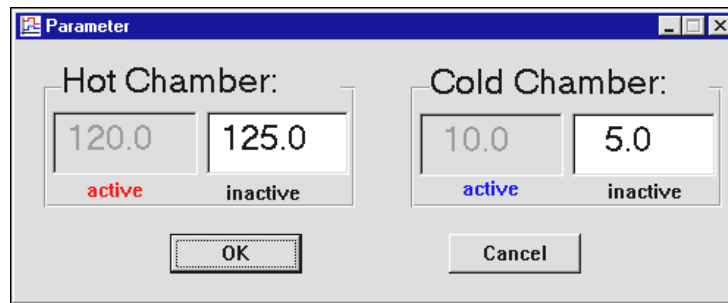 Parameter
Hot Chamber:
120.0 125.0
active inactive
Cold Chamber:
10.0 5.0
active inactive
OK Cancel